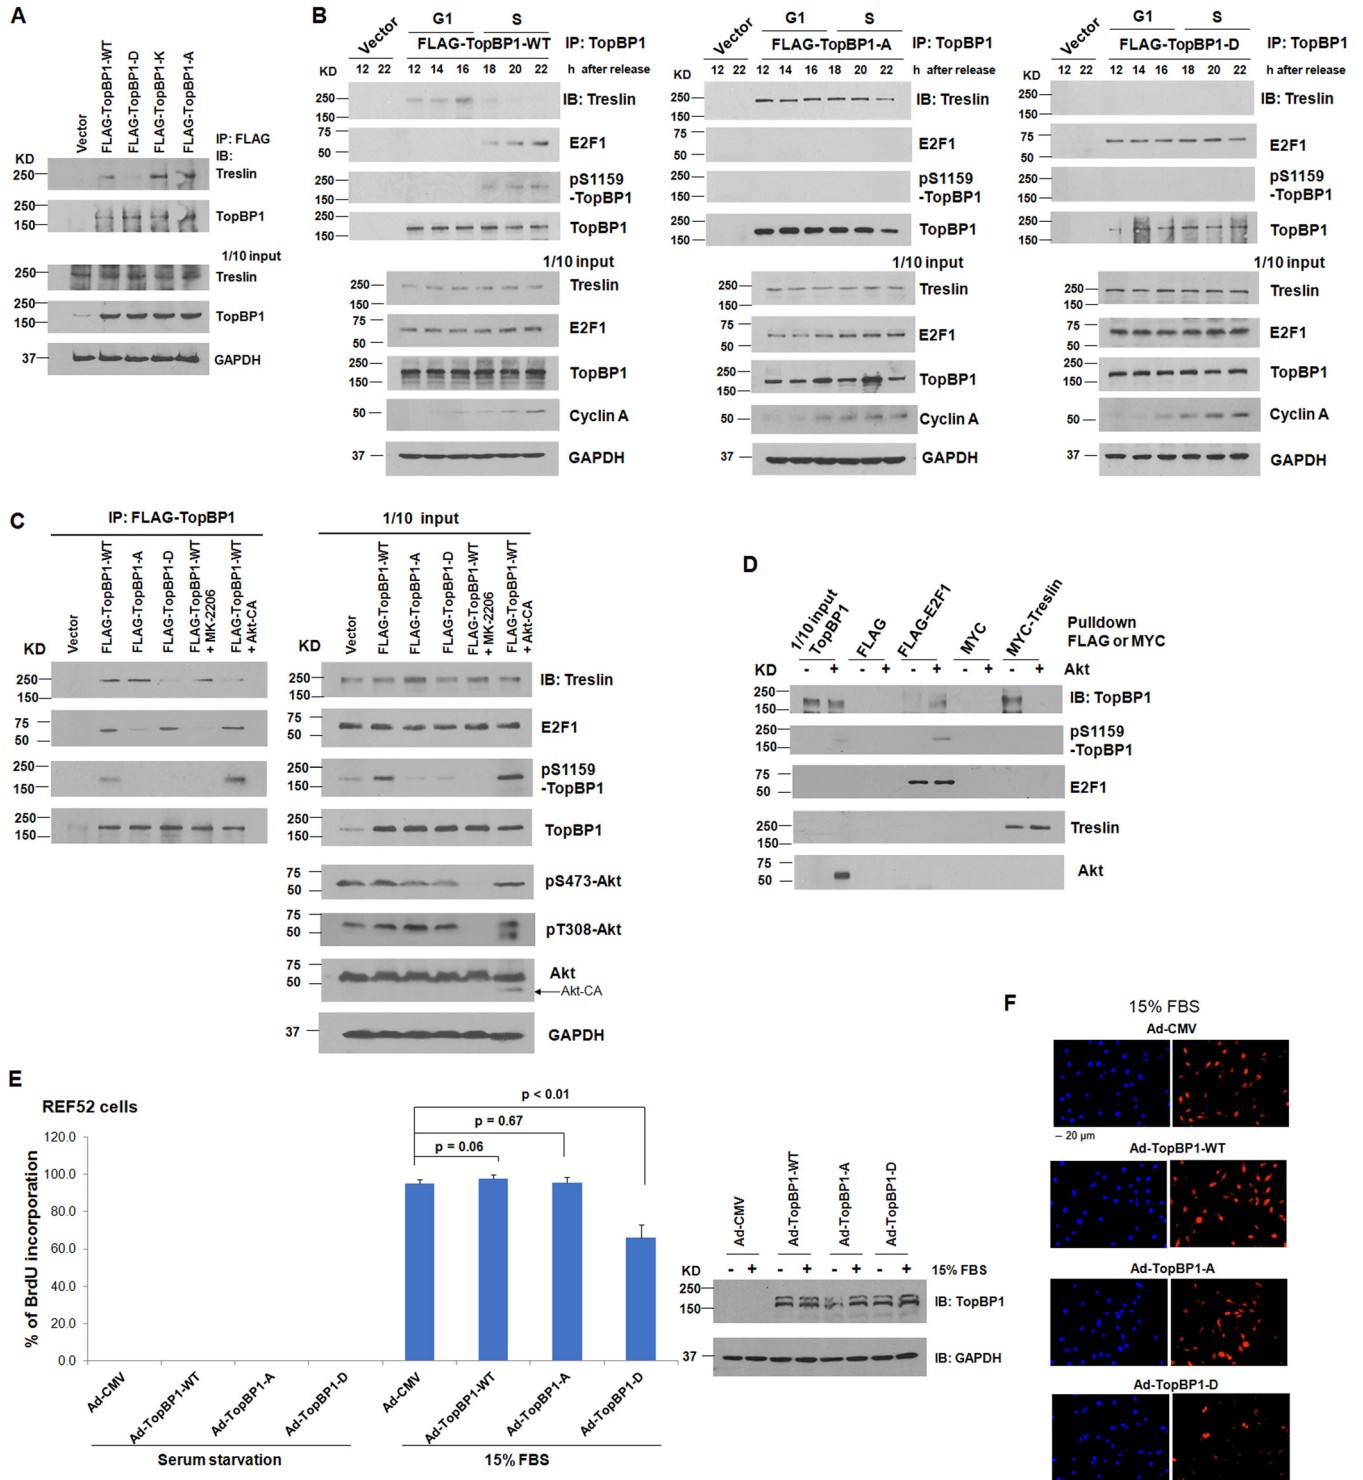 A
Vector
FLAG-TopBP1-WT
FLAG-TopBP1-D
FLAG-TopBP1-K
FLAG-TopBP1-A
IP: FLAG
IB:
KD
250
Treslin
250
150
TopBP1
1/10 input
250
Treslin
250
150
TopBP1
37
GAPDH
B
Vector
G1 S
FLAG-TopBP1-WT
IP: TopBP1
KD
12 22 12 14 16 18 20 22
h after release
250
150
IB: Treslin
75
50
E2F1
250
150
pS1159
-TopBP1
250
150
TopBP1
1/10 input
250
150
Treslin
75
50
E2F1
250
150
TopBP1
50
Cyclin A
37
GAPDH
Vector
G1 S
FLAG-TopBP1-A
IP: TopBP1
KD
12 22 12 14 16 18 20 22
h after release
250
150
IB: Treslin
75
50
E2F1
250
150
pS1159
-TopBP1
250
150
TopBP1
1/10 input
250
150
Treslin
75
50
E2F1
250
150
TopBP1
50
Cyclin A
37
GAPDH
Vector
G1 S
FLAG-TopBP1-D
IP: TopBP1
KD
12 22 12 14 16 18 20 22
h after release
250
150
IB: Treslin
75
50
E2F1
250
150
pS1159
-TopBP1
250
150
TopBP1
1/10 input
250
150
Treslin
75
50
E2F1
250
150
TopBP1
50
Cyclin A
37
GAPDH
C
IP: FLAG-TopBP1
Vector
FLAG-TopBP1-WT
FLAG-TopBP1-A
FLAG-TopBP1-D
FLAG-TopBP1-WT
+ MK-2206
FLAG-TopBP1-WT
+ Akt-CA
KD
250
150
75
50
250
150
250
150
1/10 input
Vector
FLAG-TopBP1-WT
FLAG-TopBP1-A
FLAG-TopBP1-D
FLAG-TopBP1-WT
+ MK-2206
FLAG-TopBP1-WT
+ Akt-CA
KD
250
150
IB: Treslin
75
50
E2F1
250
150
pS1159
-TopBP1
250
150
TopBP1
75
50
pS473-Akt
75
50
pT308-Akt
75
50
Akt
Akt-CA
37
GAPDH
D
1/10 input
TopBP1
FLAG
FLAG-E2F1
MYC
MYC-Treslin
Pulldown
FLAG or MYC
KD
- + - + - + - + - +
Akt
250
150
IB: TopBP1
250
150
pS1159
-TopBP1
75
50
E2F1
250
150
Treslin
75
50
Akt
E
REF52 cells
% of BrdU incorporation
120.0
100.0
80.0
60.0
40.0
20.0
0.0
p < 0.01
p = 0.67
p = 0.06
Ad-CMV
Ad-TopBP1-WT
Ad-TopBP1-A
Ad-TopBP1-D
Ad-CMV
Ad-TopBP1-WT
Ad-TopBP1-A
Ad-TopBP1-D
Serum starvation
15% FBS
Ad-CMV
Ad-TopBP1-WT
Ad-TopBP1-A
Ad-TopBP1-D
KD
- + - + - + - +
15% FBS
250
150
IB: TopBP1
37
IB: GAPDH
F
15% FBS
Ad-CMV
20 µm
Ad-TopBP1-WT
Ad-TopBP1-A
Ad-TopBP1-D